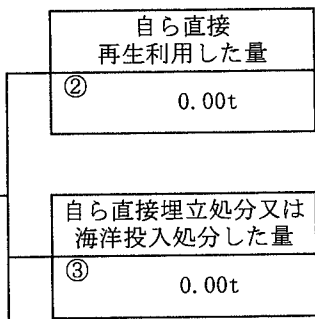 自ら直接
再生利用した量
②
0.00t
自ら直接埋立処分又は
海洋投入処分した量
③
0.00t